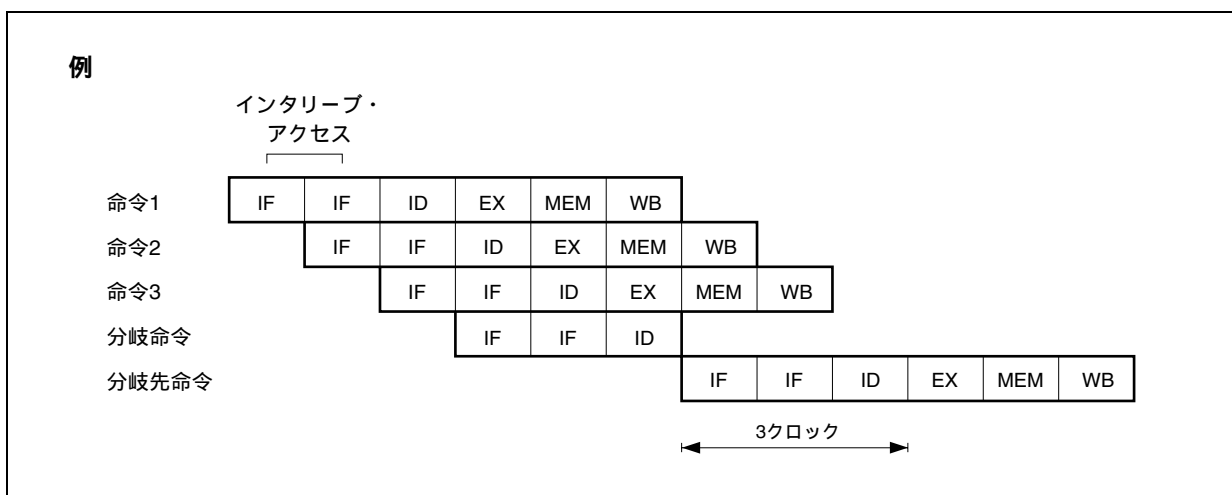 例
インタリーブ・
アクセス
命令1 IF IF ID EX MEM WB
命令2 IF IF ID EX MEM WB
命令3 IF IF ID EX MEM WB
分岐命令 IF IF ID
分岐先命令 IF IF ID EX MEM WB
3クロック